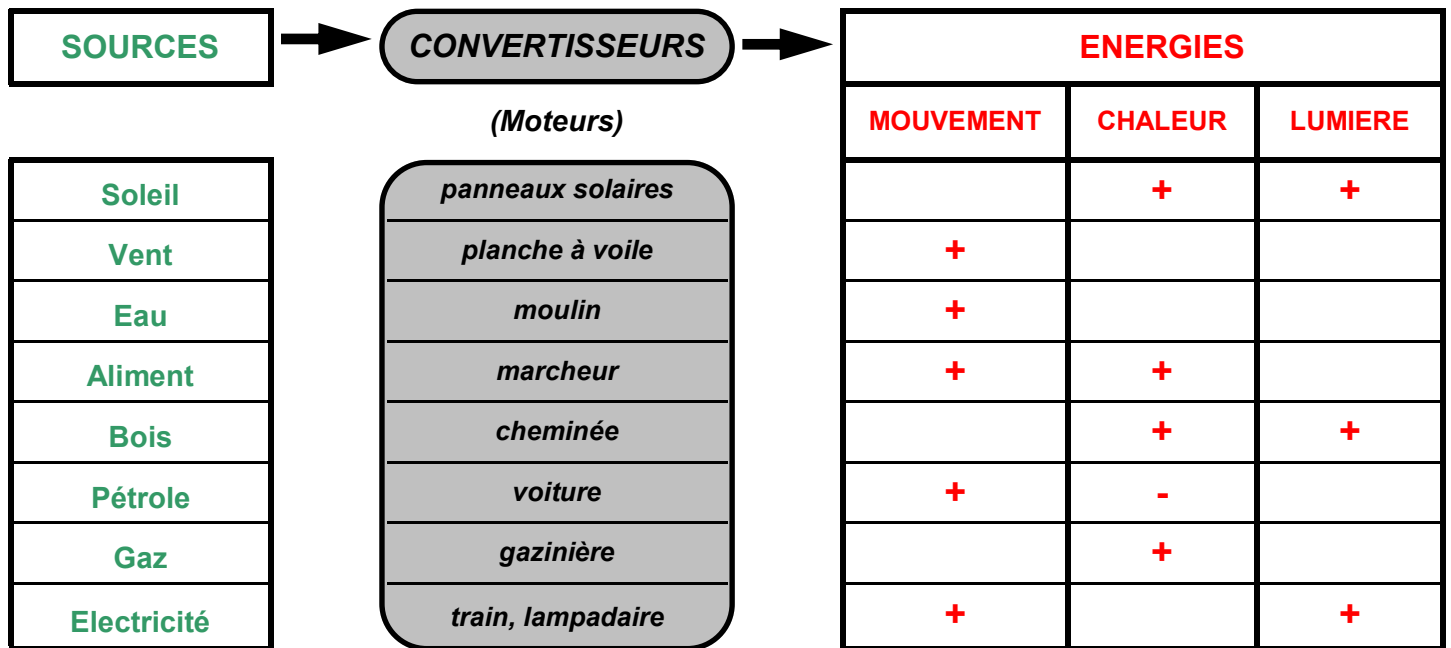 SOURCES CONVERTISSEURS ENERGIES
(Moteurs) MOUVEMENT CHALEUR LUMIERE
Soleil panneaux solaires + +
Vent planche à voile +
Eau moulin +
Aliment marcheur + +
Bois cheminée + +
Pétrole voiture + -
Gaz gazinière +
Electricité train, lampadaire + +